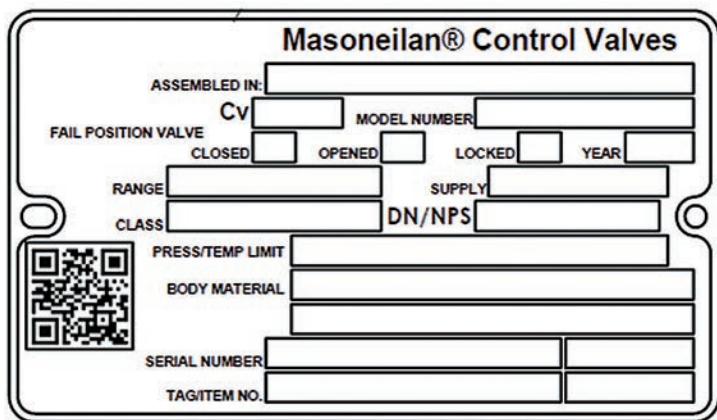 Masoneilan® Control Valves
ASSEMBLED IN:
Cv MODEL NUMBER
FAIL POSITION VALVE
CLOSED OPENED LOCKED YEAR
RANGE SUPPLY
CLASS DN/NPS
PRESS/TEMP LIMIT
BODY MATERIAL
SERIAL NUMBER
TAG/ITEM NO.